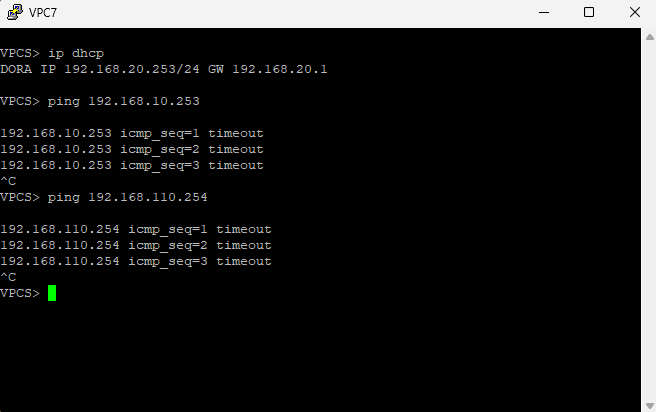 VPC7
VPCS> ip dhcp
DORA IP 192.168.20.253/24 GW 192.168.20.1
VPCS> ping 192.168.10.253
192.168.10.253 icmp_seq=1 timeout
192.168.10.253 icmp_seq=2 timeout
192.168.10.253 icmp_seq=3 timeout
^C
VPCS> ping 192.168.110.254
192.168.110.254 icmp_seq=1 timeout
192.168.110.254 icmp_seq=2 timeout
192.168.110.254 icmp_seq=3 timeout
^C
VPCS>